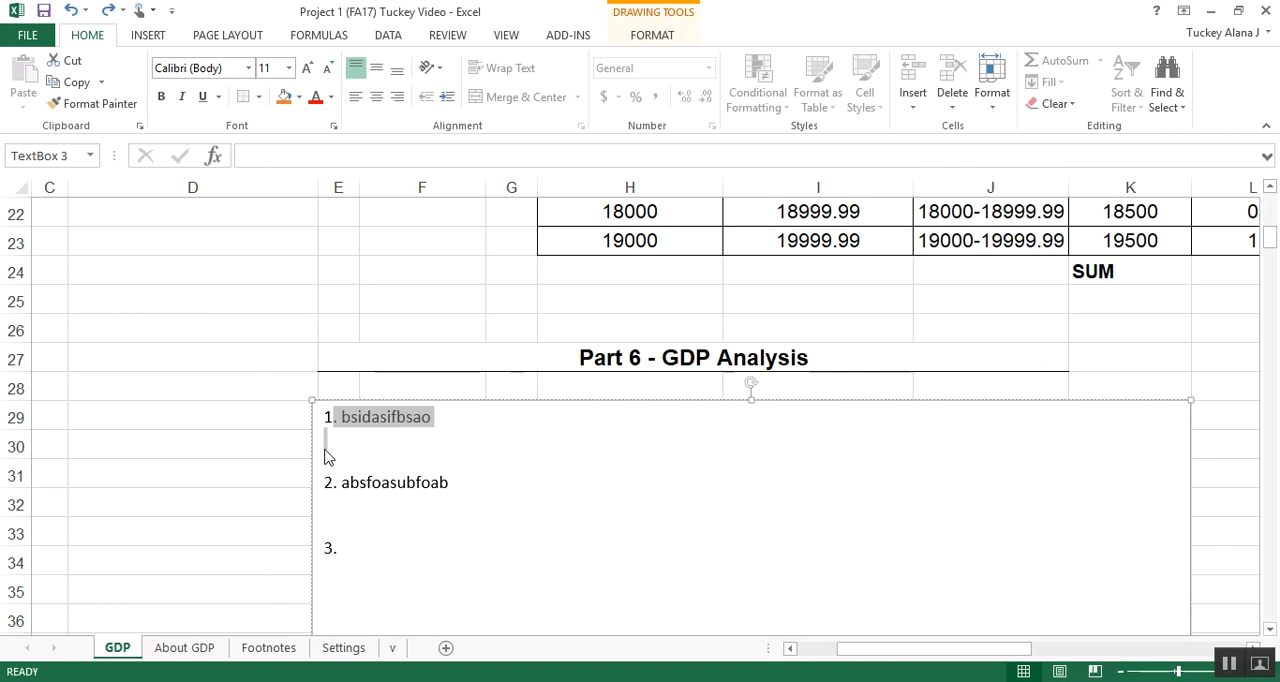 Project 1 (FA17) Tuckey Video - Excel
DRAWING TOOLS
?
FILE HOME INSERT PAGE LAYOUT FORMULAS DATA REVIEW VIEW ADD-INS FORMAT
Tuckey Alana J
Cut
Copy
Format Painter
Paste
Clipboard
Calibri (Body) 11
B I U
Font
Wrap Text
Merge & Center
Alignment
General
$ % ,
Number
Conditional Formatting
Format as Table
Cell Styles
Styles
Insert Delete Format
Cells
AutoSum
Fill
Clear
Sort & Filter
Find & Select
Editing
TextBox 3
fx
C D E F G H I J K L
22 18000 18999.99 18000-18999.99 18500 0
23 19000 19999.99 19000-19999.99 19500 1
24 SUM
25
26
27 Part 6 - GDP Analysis
28
29 1. bsidasifbsao
30
31 2. absfoasubfoab
32
33
34 3.
35
36
GDP About GDP Footnotes Settings v
READY